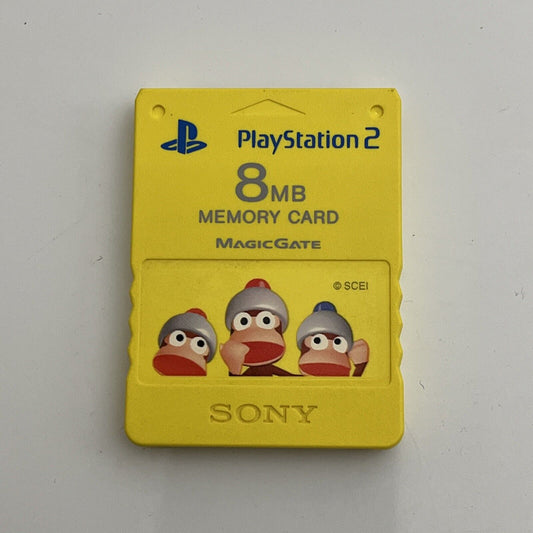 PlayStation 2
8MB
MEMORY CARD
MAGICGATE
© SCEI
SONY